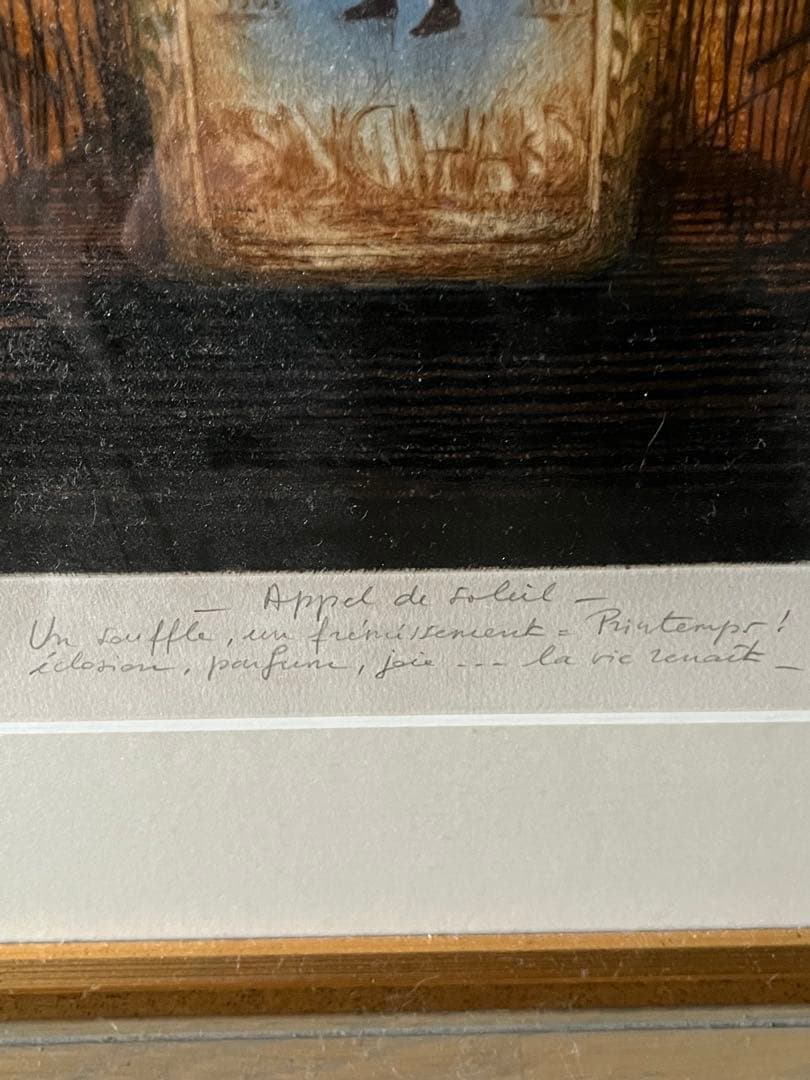 – Appel de soleil –
Un souffle, un frémissement = Printemps!
éclosion, parfum, joie --- la vie renaît –